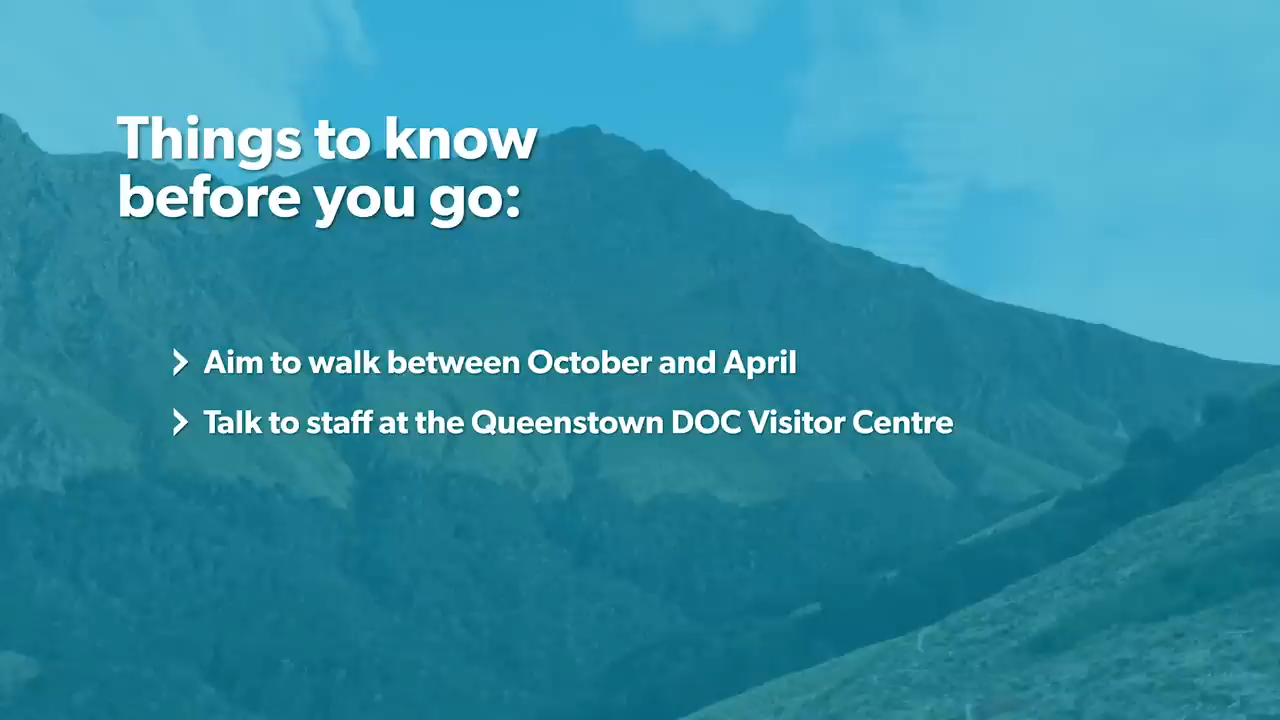 Things to know
before you go:
Aim to walk between October and April
Talk to staff at the Queenstown DOC Visitor Centre